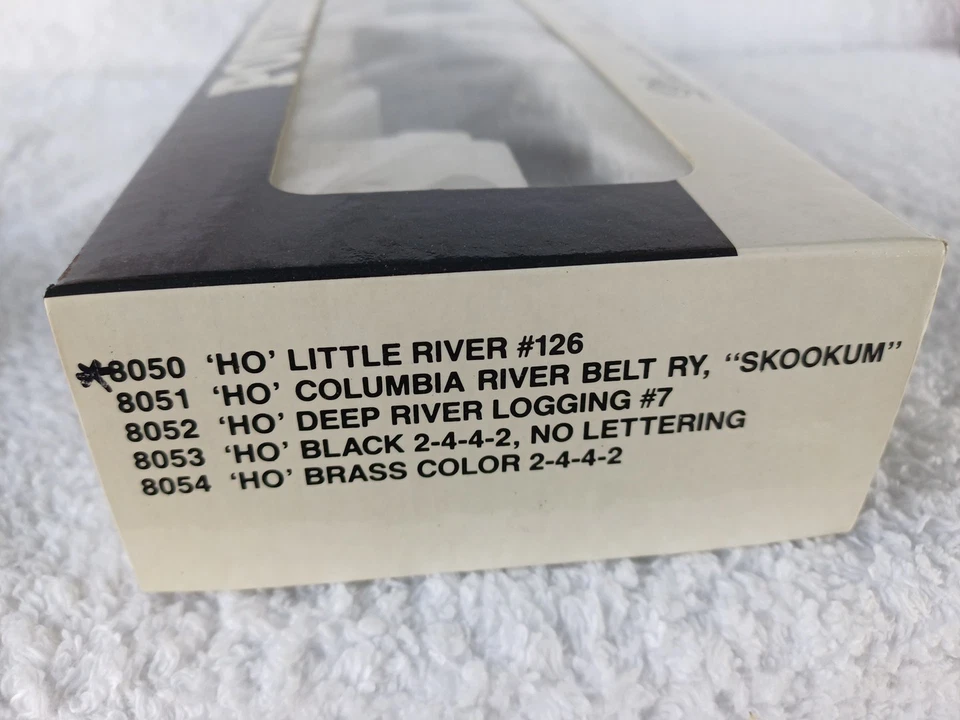 8050 'HO' LITTLE RIVER #126
8051 'HO' COLUMBIA RIVER BELT RY, "SKOOKUM"
8052 'HO' DEEP RIVER LOGGING #7
8053 'HO' BLACK 2-4-4-2, NO LETTERING
8054 'HO' BRASS COLOR 2-4-4-2